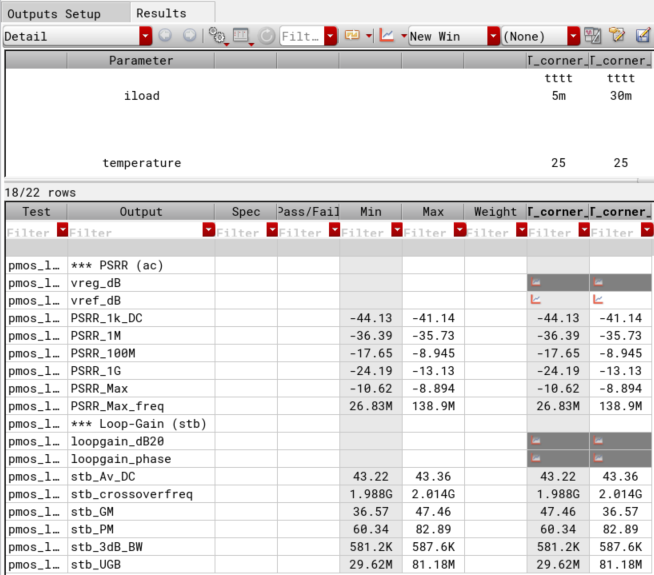 Outputs Setup Results
Detail Filt... New Win (None)
Parameter T_corner_ T_corner_
tttt tttt
iload 5m 30m
temperature 25 25
18/22 rows
Test Output Spec Pass/Fail Min Max Weight T_corner_ T_corner_
Filter Filter Filter Filter Filter Filter Filter Filter Filter
pmos_l… *** PSRR (ac)
pmos_l… vreg_dB
pmos_l… vref_dB
pmos_l… PSRR_1k_DC -44.13 -41.14 -44.13 -41.14
pmos_l… PSRR_1M -36.39 -35.73 -36.39 -35.73
pmos_l… PSRR_100M -17.65 -8.945 -17.65 -8.945
pmos_l… PSRR_1G -24.19 -13.13 -24.19 -13.13
pmos_l… PSRR_Max -10.62 -8.894 -10.62 -8.894
pmos_l… PSRR_Max_freq 26.83M 138.9M 26.83M 138.9M
pmos_l… *** Loop-Gain (stb)
pmos_l… loopgain_dB20
pmos_l… loopgain_phase
pmos_l… stb_Av_DC 43.22 43.36 43.22 43.36
pmos_l… stb_crossoverfreq 1.988G 2.014G 1.988G 2.014G
pmos_l… stb_GM 36.57 47.46 47.46 36.57
pmos_l… stb_PM 60.34 82.89 60.34 82.89
pmos_l… stb_3dB_BW 581.2K 587.6K 581.2K 587.6K
pmos_l… stb_UGB 29.62M 81.18M 29.62M 81.18M